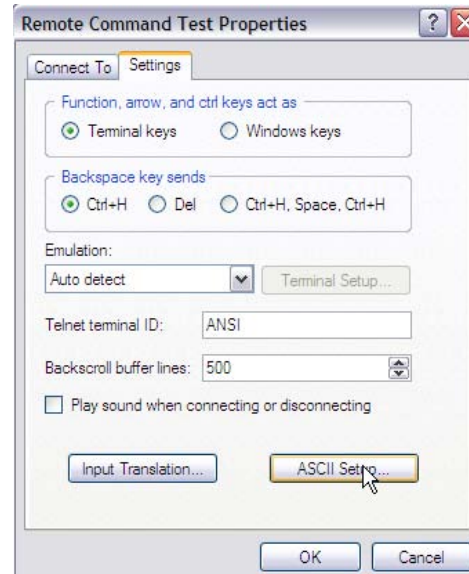 Remote Command Test Properties
Connect To Settings
Function, arrow, and ctrl keys act as
Terminal keys Windows keys
Backspace key sends
Ctrl+H Del Ctrl+H, Space, Ctrl+H
Emulation:
Auto detect Terminal Setup...
Telnet terminal ID: ANSI
Backscroll buffer lines: 500
Play sound when connecting or disconnecting
Input Translation... ASCII Setup...
OK Cancel